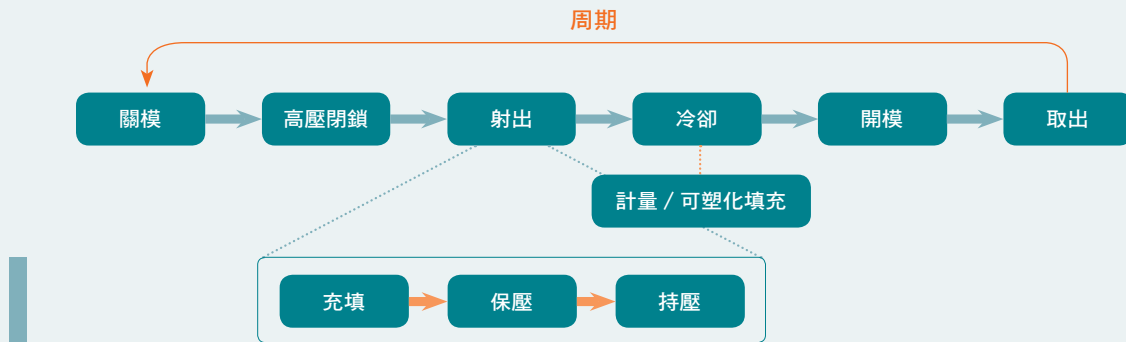 周期
關模
高壓閉鎖
射出
冷卻
開模
取出
計量 / 可塑化填充
充填
保壓
持壓